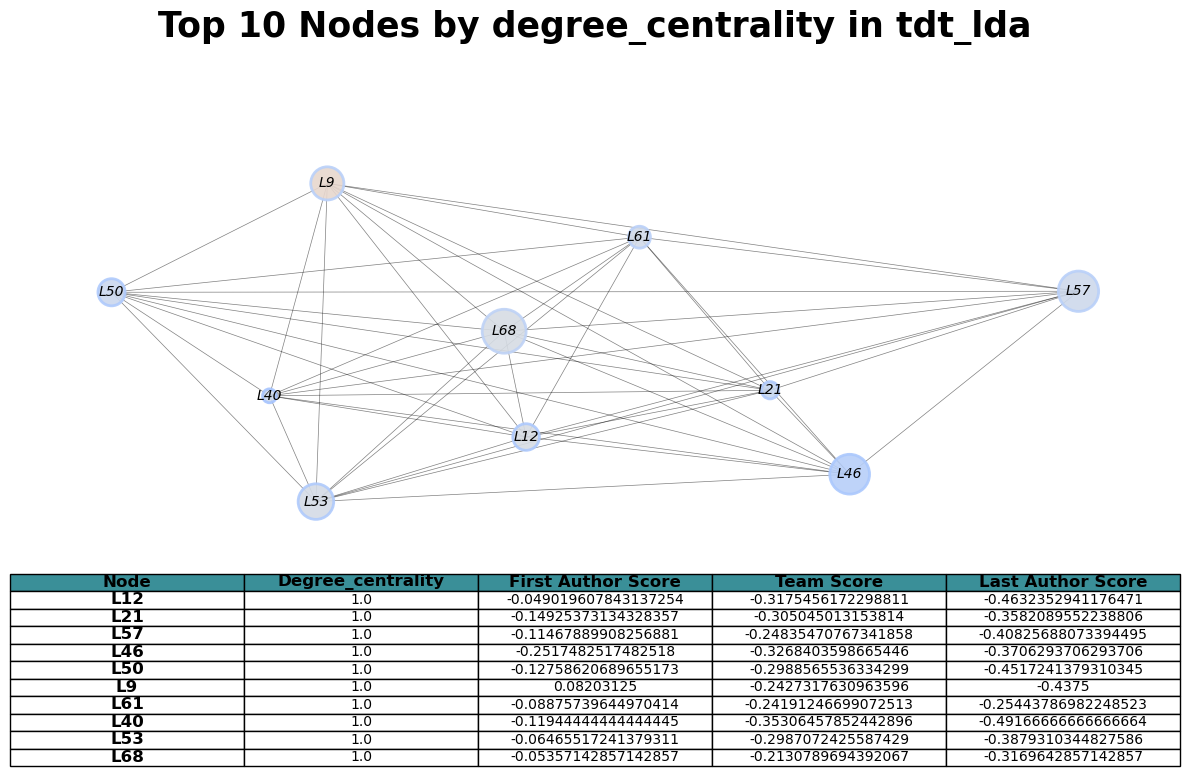 Top 10 Nodes by degree_centrality in tdt_lda
L9
L61
L50
L57
L68
L40
L21
L12
L46
L53
Node Degree_centrality First Author Score Team Score Last Author Score
L12 1.0 -0.049019607843137254 -0.3175456172298811 -0.4632352941176471
L21 1.0 -0.14925373134328357 -0.305045013153814 -0.3582089552238806
L57 1.0 -0.11467889908256881 -0.24835470767341858 -0.40825688073394495
L46 1.0 -0.2517482517482518 -0.3268403598665446 -0.3706293706293706
L50 1.0 -0.12758620689655173 -0.2988565536334299 -0.4517241379310345
L9 1.0 0.08203125 -0.2427317630963596 -0.4375
L61 1.0 -0.08875739644970414 -0.24191246699072513 -0.25443786982248523
L40 1.0 -0.11944444444444445 -0.35306457852442896 -0.49166666666666664
L53 1.0 -0.06465517241379311 -0.2987072425587429 -0.3879310344827586
L68 1.0 -0.05357142857142857 -0.2130789694392067 -0.3169642857142857